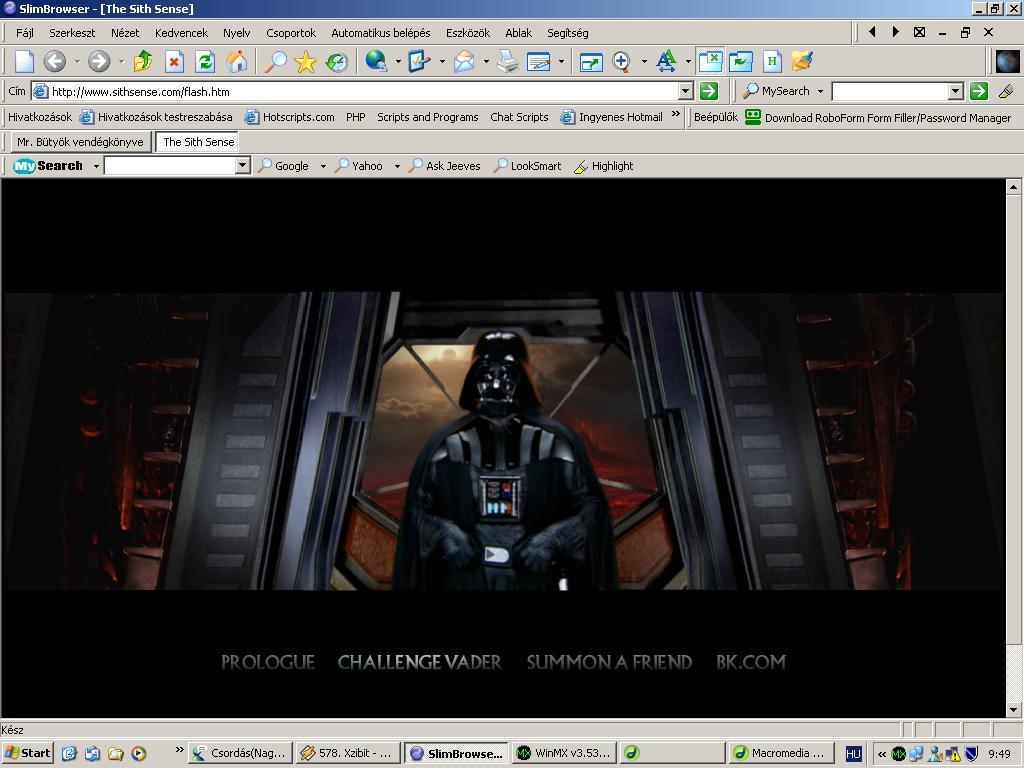 SlimBrowser - [The Sith Sense]
Fájl Szerkeszt Nézet Kedvencek Nyelv Csoportok Automatikus belépés Eszközök Ablak Segítség
Cím http://www.sithsense.com/flash.htm MySearch
Hivatkozások Hivatkozások testreszabása Hotscripts.com PHP Scripts and Programs Chat Scripts Ingyenes Hotmail » Beépülők Download RoboForm Form Filler/Password Manager
Mr. Bütyök vendégkönyve The Sith Sense
My Search Google Yahoo Ask Jeeves LookSmart Highlight
PROLOGUE CHALLENGE VADER SUMMON A FRIEND BK.COM
Kész
Start » Csordás(Nag... 578. Xzibit - ... SlimBrowse... WinMX v3.53... Macromedia ... HU « 9:49